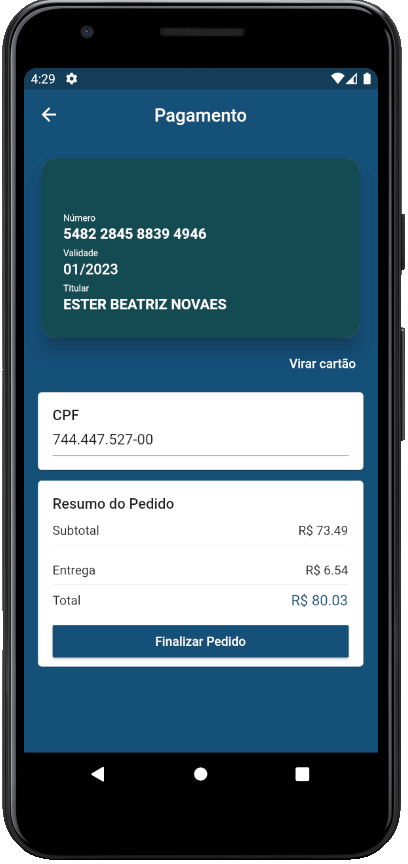 4:29
Pagamento
Número
5482 2845 8839 4946
Validade
01/2023
Titular
ESTER BEATRIZ NOVAES
Virar cartão
CPF
744.447.527-00
Resumo do Pedido
Subtotal R$ 73.49
Entrega R$ 6.54
Total R$ 80.03
Finalizar Pedido